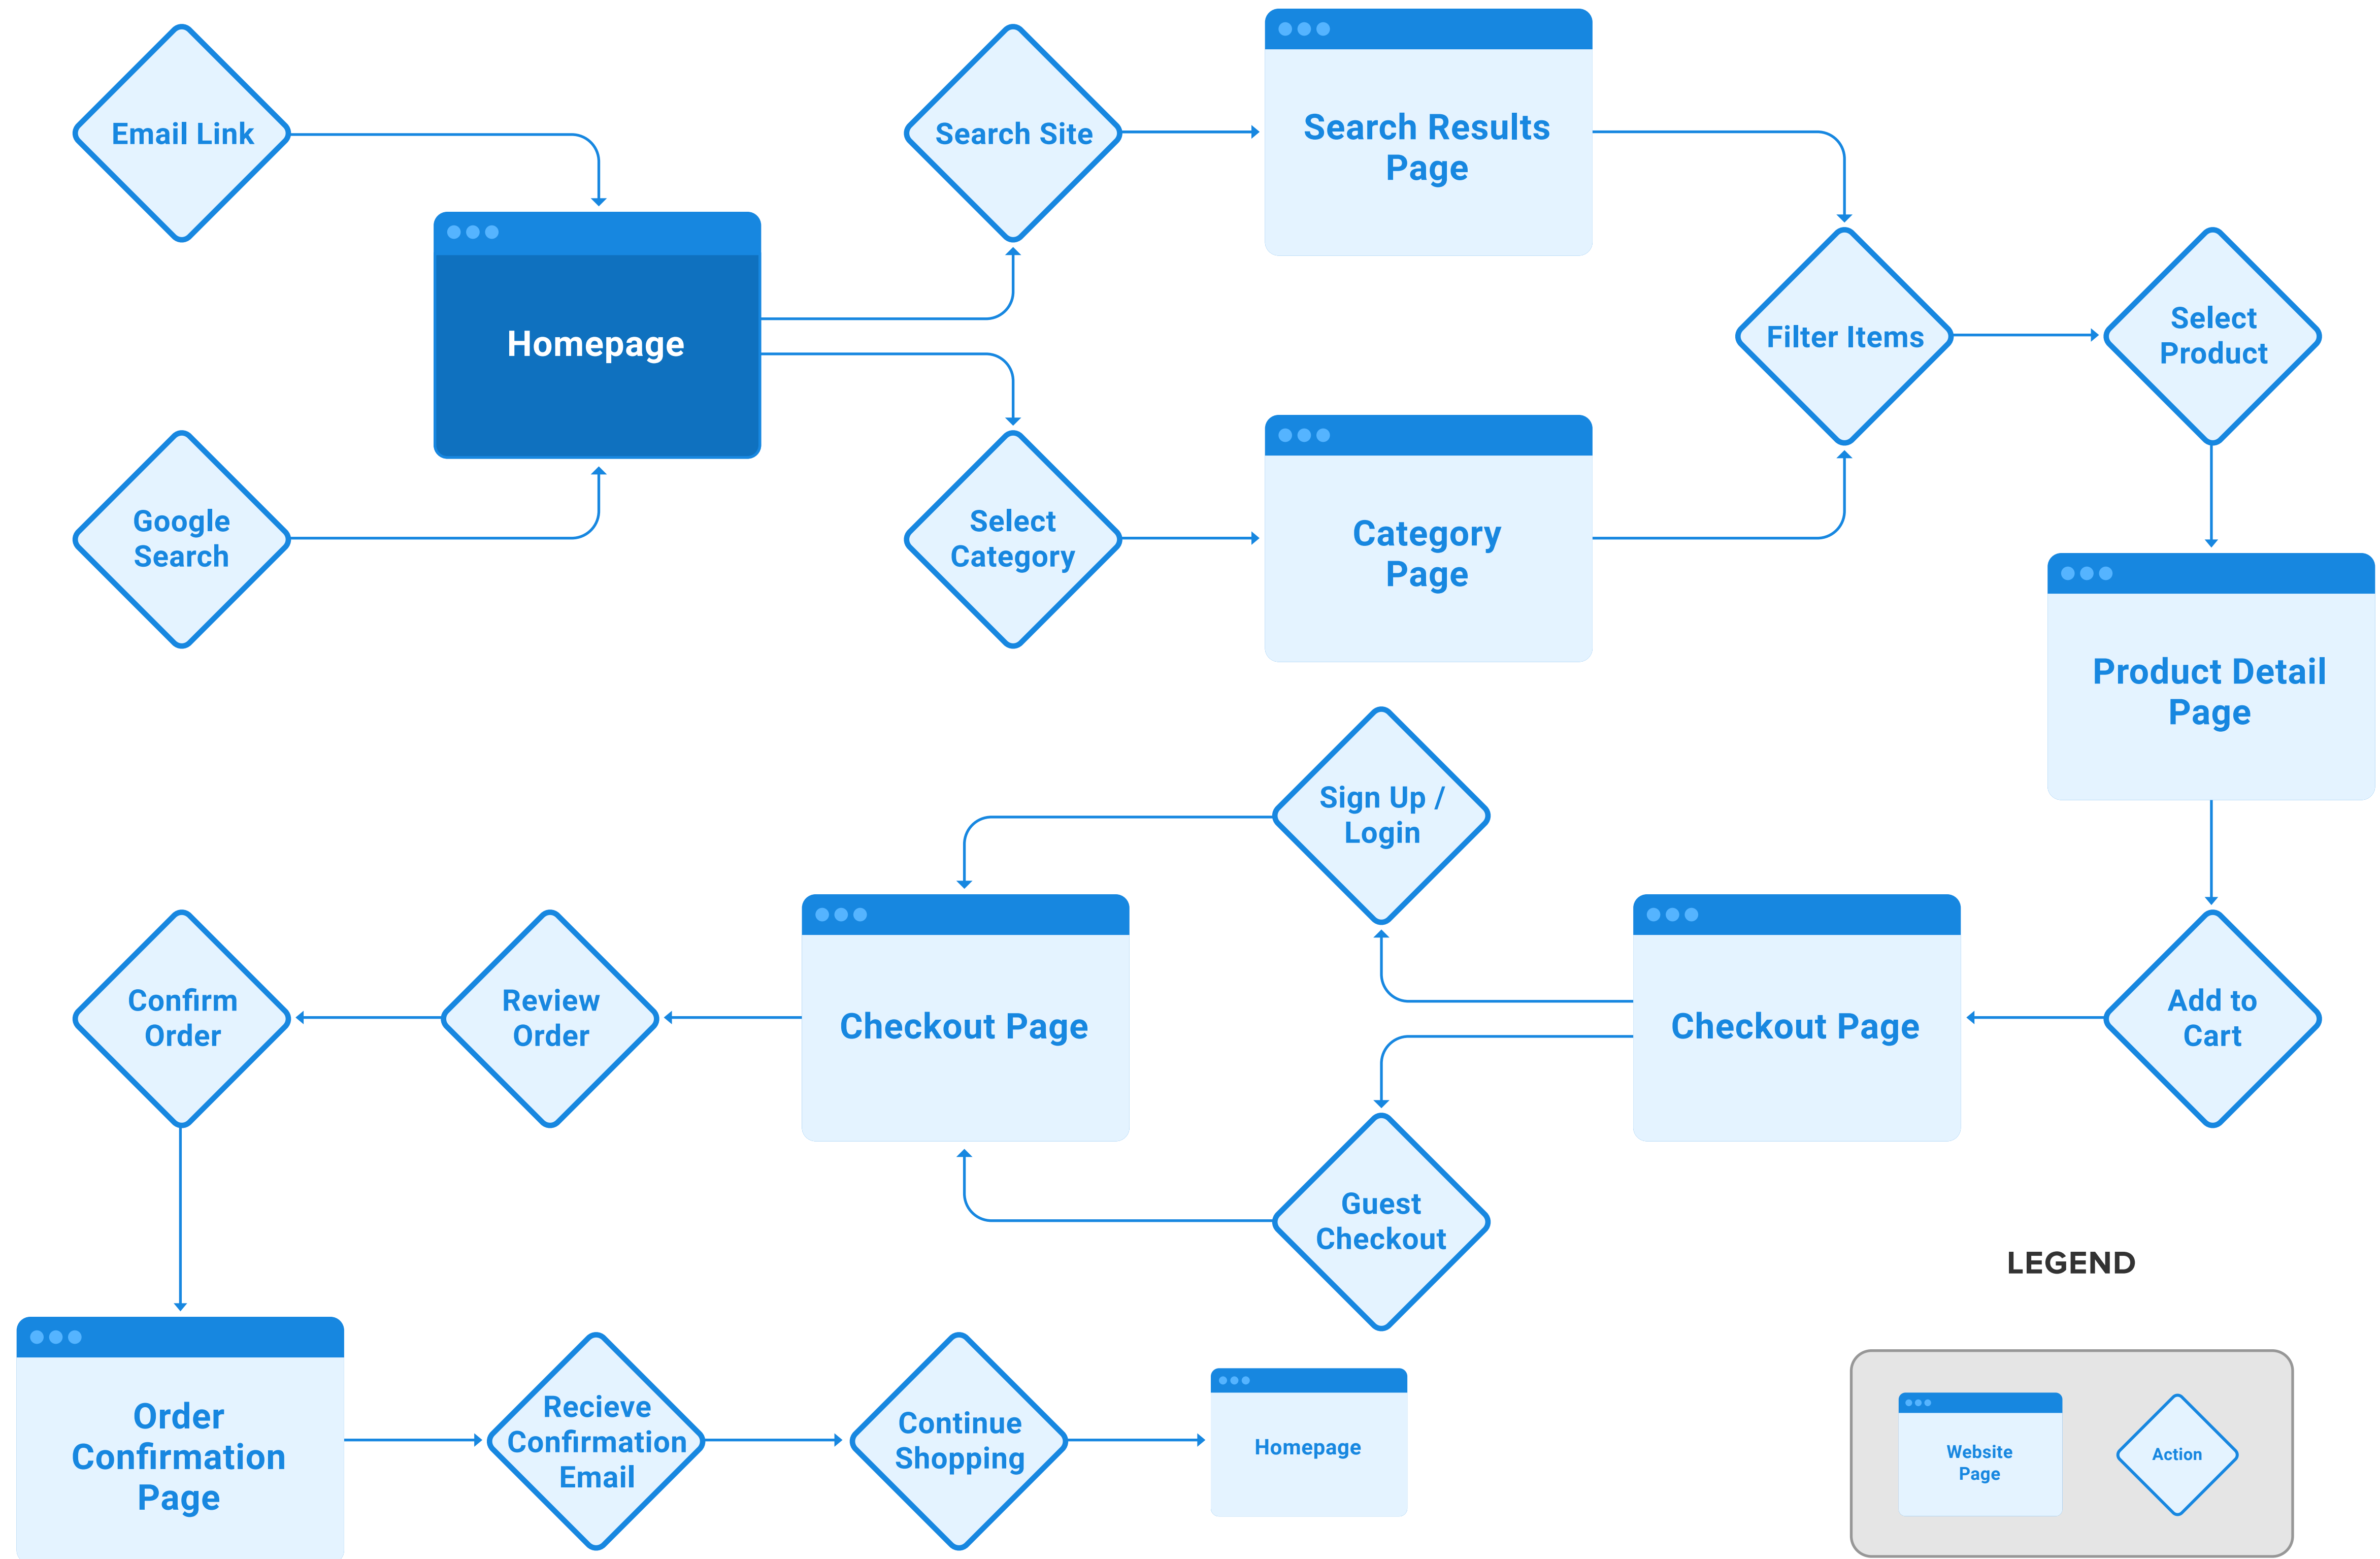 Email Link
Search Site
Search Results
Page
Homepage
Filter Items
Select
Product
Google
Search
Select
Category
Category
Page
Product Detail
Page
Sign Up /
Login
Confirm
Order
Review
Order
Checkout Page
Checkout Page
Add to
Cart
Guest
Checkout
Order
Confirmation
Page
Recieve
Confirmation
Email
Continue
Shopping
Homepage
LEGEND
Website
Page
Action